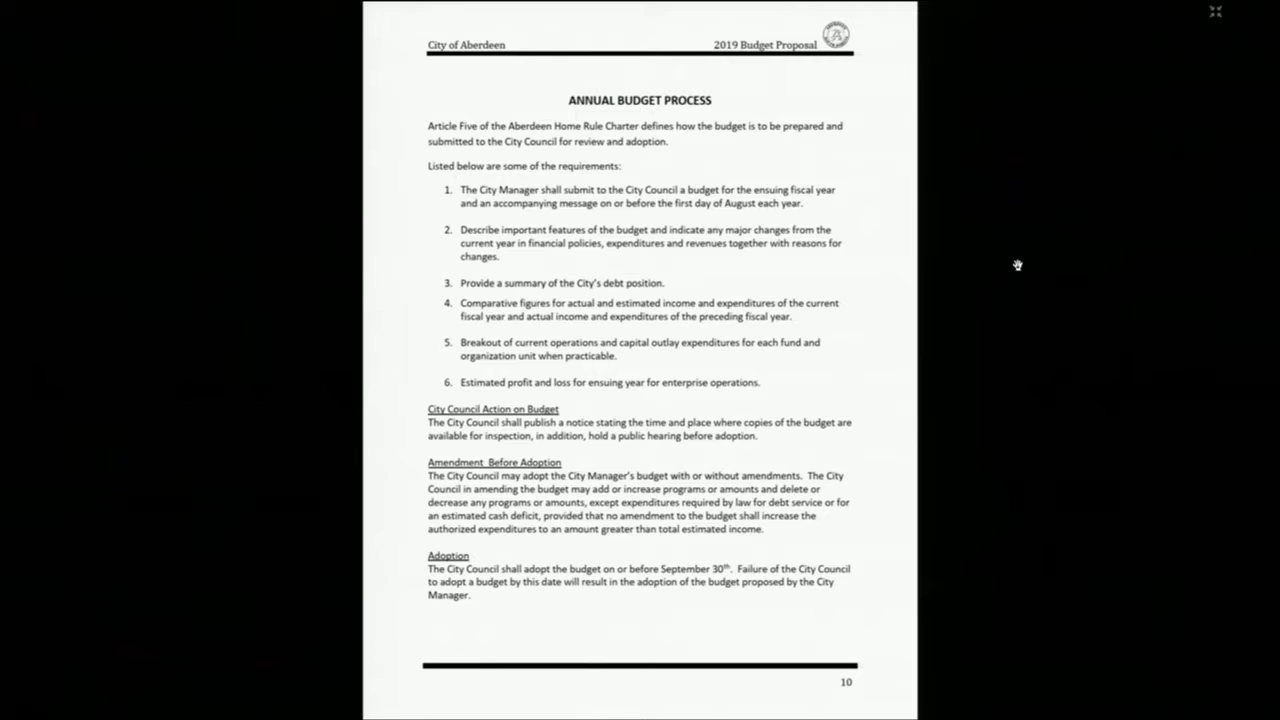 City of Aberdeen 2019 Budget Proposal
ANNUAL BUDGET PROCESS
Article Five of the Aberdeen Home Rule Charter defines how the budget is to be prepared and
submitted to the City Council for review and adoption.
Listed below are some of the requirements:
1. The City Manager shall submit to the City Council a budget for the ensuing fiscal year
and an accompanying message on or before the first day of August each year.
2. Describe important features of the budget and indicate any major changes from the
current year in financial policies, expenditures and revenues together with reasons for
changes.
3. Provide a summary of the City's debt position.
4. Comparative figures for actual and estimated income and expenditures of the current
fiscal year and actual income and expenditures of the preceding fiscal year.
5. Breakout of current operations and capital outlay expenditures for each fund and
organization unit when practicable.
6. Estimated profit and loss for ensuing year for enterprise operations.
City Council Action on Budget
The City Council shall publish a notice stating the time and place where copies of the budget are
available for inspection, in addition, hold a public hearing before adoption.
Amendment Before Adoption
The City Council may adopt the City Manager's budget with or without amendments. The City
Council in amending the budget may add or increase programs or amounts and delete or
decrease any programs or amounts, except expenditures required by law for debt service or for
an estimated cash deficit, provided that no amendment to the budget shall increase the
authorized expenditures to an amount greater than total estimated income.
Adoption
The City Council shall adopt the budget on or before September 30th. Failure of the City Council
to adopt a budget by this date will result in the adoption of the budget proposed by the City
Manager.
10